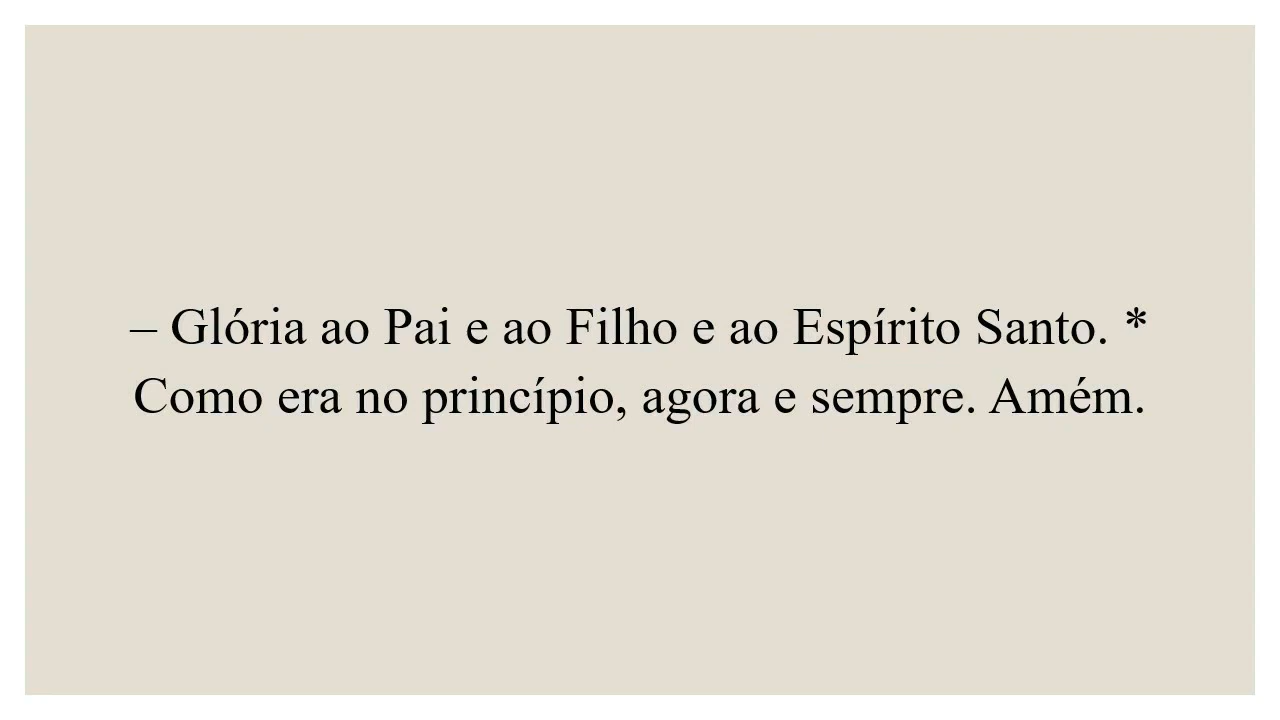 – Glória ao Pai e ao Filho e ao Espírito Santo. *
Como era no princípio, agora e sempre. Amém.